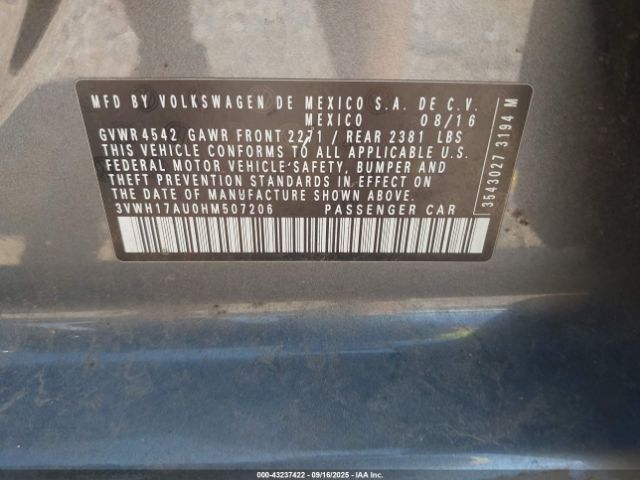 MFD BY VOLKSWAGEN DE MEXICO S.A. DE C.V.
MEXICO 08/16
GVWR 4542 GAWR FRONT 2271 / REAR 2381 LBS
THIS VEHICLE CONFORMS TO ALL APPLICABLE U.S.
FEDERAL MOTOR VEHICLE SAFETY, BUMPER AND
THEFT PREVENTION STANDARDS IN EFFECT ON
THE DATE OF MANUFACTURE SHOWN ABOVE.
3VWH17AU0HM507206 PASSENGER CAR
3543027 3194 M
000-43237422 - 09/16/2025 - IAA, Inc.